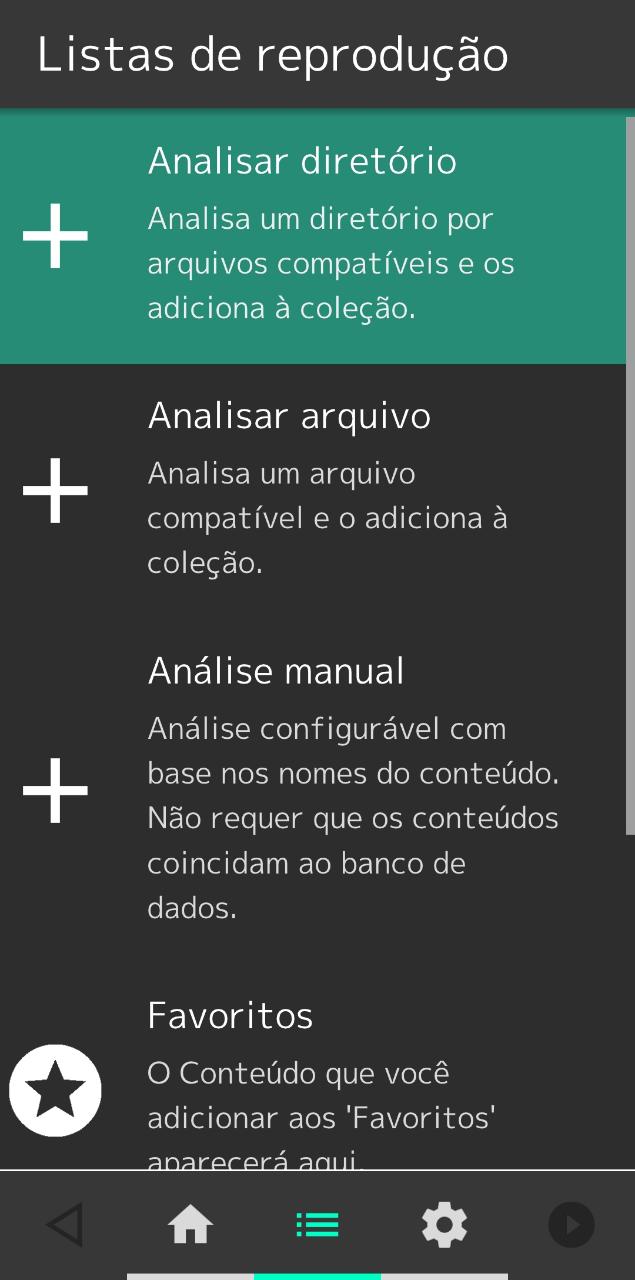 Listas de reprodução
Analisar diretório
Analisa um diretório por
arquivos compatíveis e os
adiciona à coleção.
Analisar arquivo
Analisa um arquivo
compatível e o adiciona à
coleção.
Análise manual
Análise configurável com
base nos nomes do conteúdo.
Não requer que os conteúdos
coincidam ao banco de
dados.
Favoritos
O Conteúdo que você
adicionar aos 'Favoritos'
aparecerá aqui.